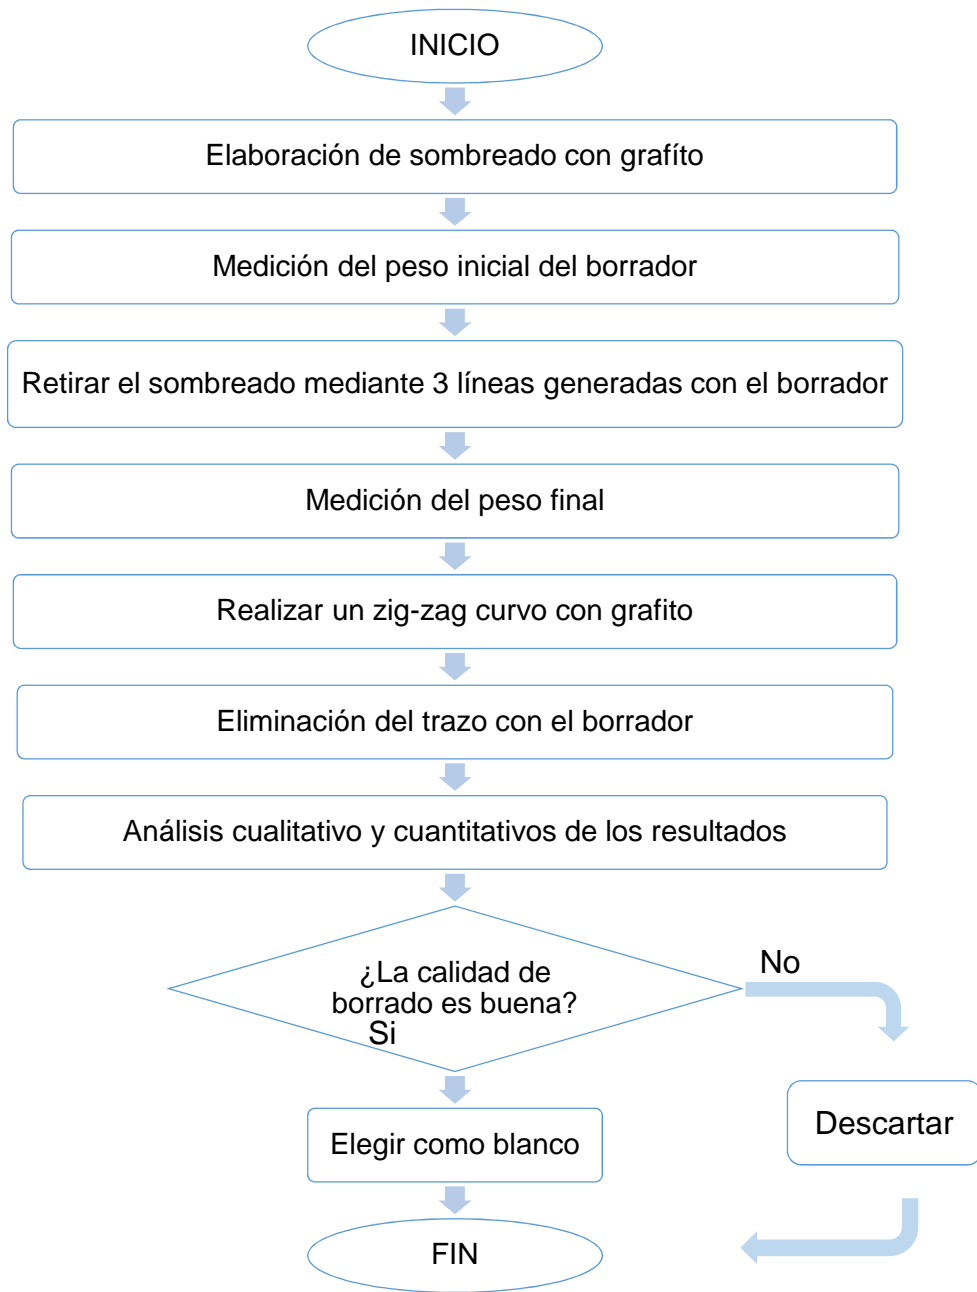 INICIO
Elaboración de sombreado con grafíto
Medición del peso inicial del borrador
Retirar el sombreado mediante 3 líneas generadas con el borrador
Medición del peso final
Realizar un zig-zag curvo con grafito
Eliminación del trazo con el borrador
Análisis cualitativo y cuantitativos de los resultados
¿La calidad de
borrado es buena?
No
Si
Descartar
Elegir como blanco
FIN